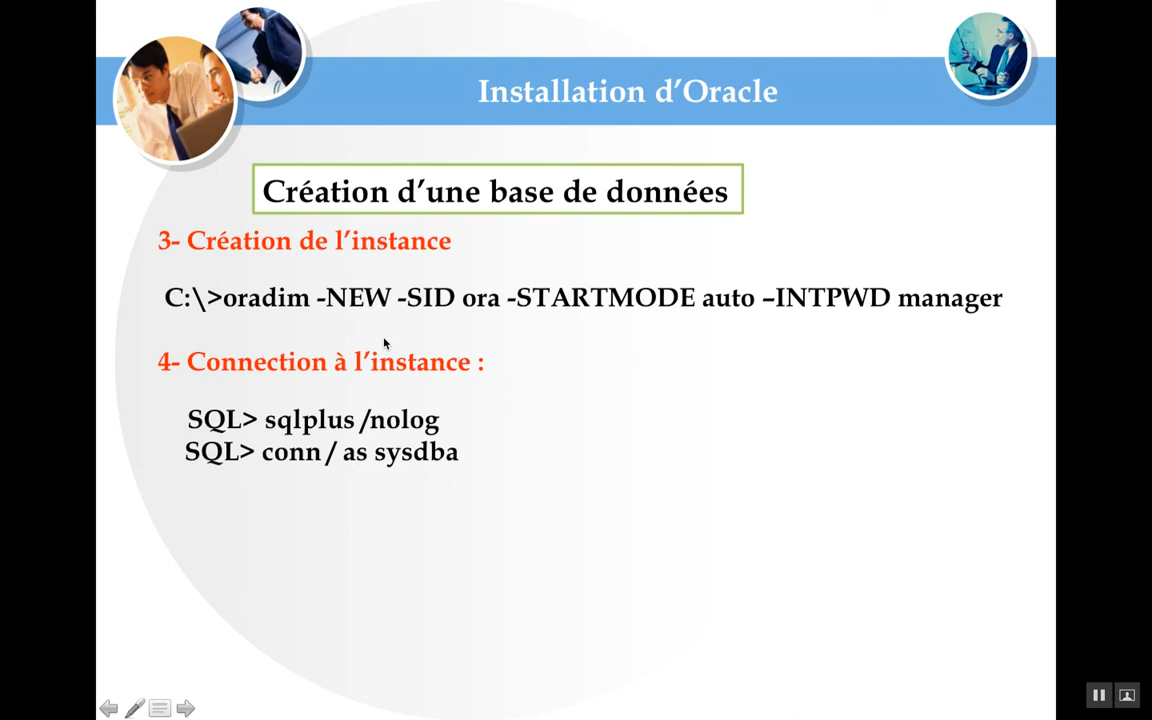 Installation d’Oracle
Création d’une base de données
3- Création de l’instance
C:\>oradim -NEW -SID ora -STARTMODE auto –INTPWD manager
4- Connection à l’instance :
SQL> sqlplus /nolog
SQL> conn / as sysdba